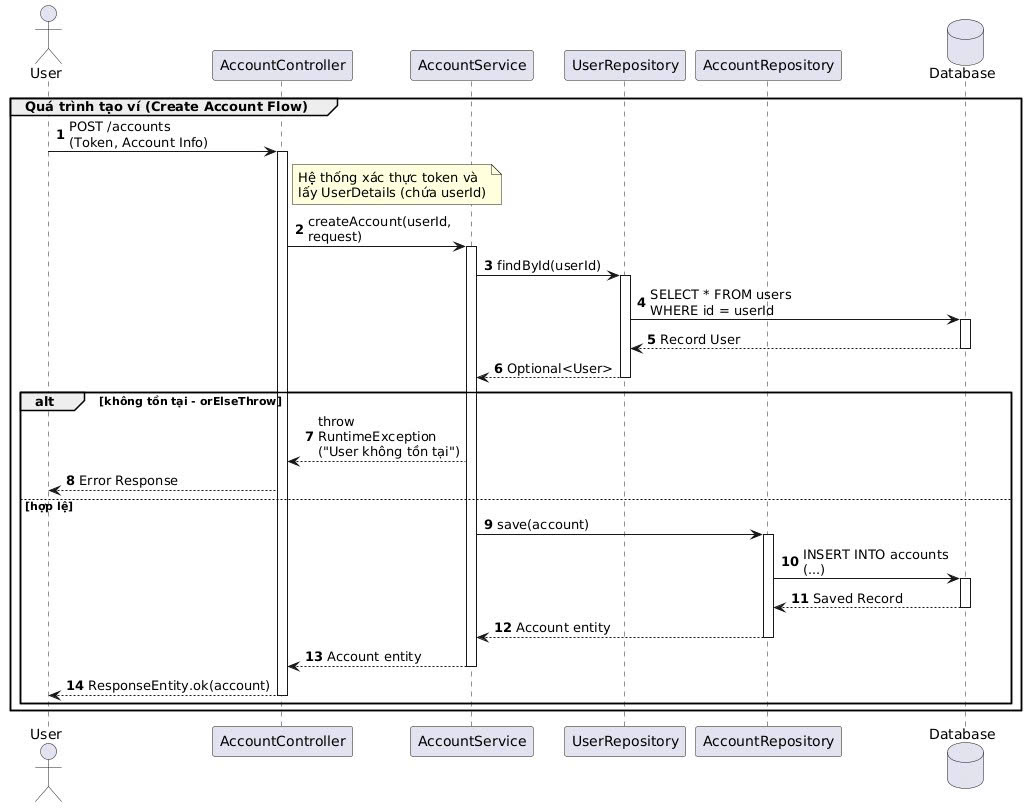 User
AccountController
AccountService
UserRepository
AccountRepository
Database
Quá trình tạo ví (Create Account Flow)
1 POST /accounts
(Token, Account Info)
Hệ thống xác thực token và
lấy UserDetails (chứa userId)
2 createAccount(userId,
request)
3 findById(userId)
4 SELECT * FROM users
WHERE id = userId
5 Record User
6 Optional<User>
alt [không tồn tại - orElseThrow]
throw
7 RuntimeException
("User không tồn tại")
8 Error Response
[hợp lệ]
9 save(account)
10 INSERT INTO accounts
(...)
11 Saved Record
12 Account entity
13 Account entity
14 ResponseEntity.ok(account)
User
AccountController
AccountService
UserRepository
AccountRepository
Database